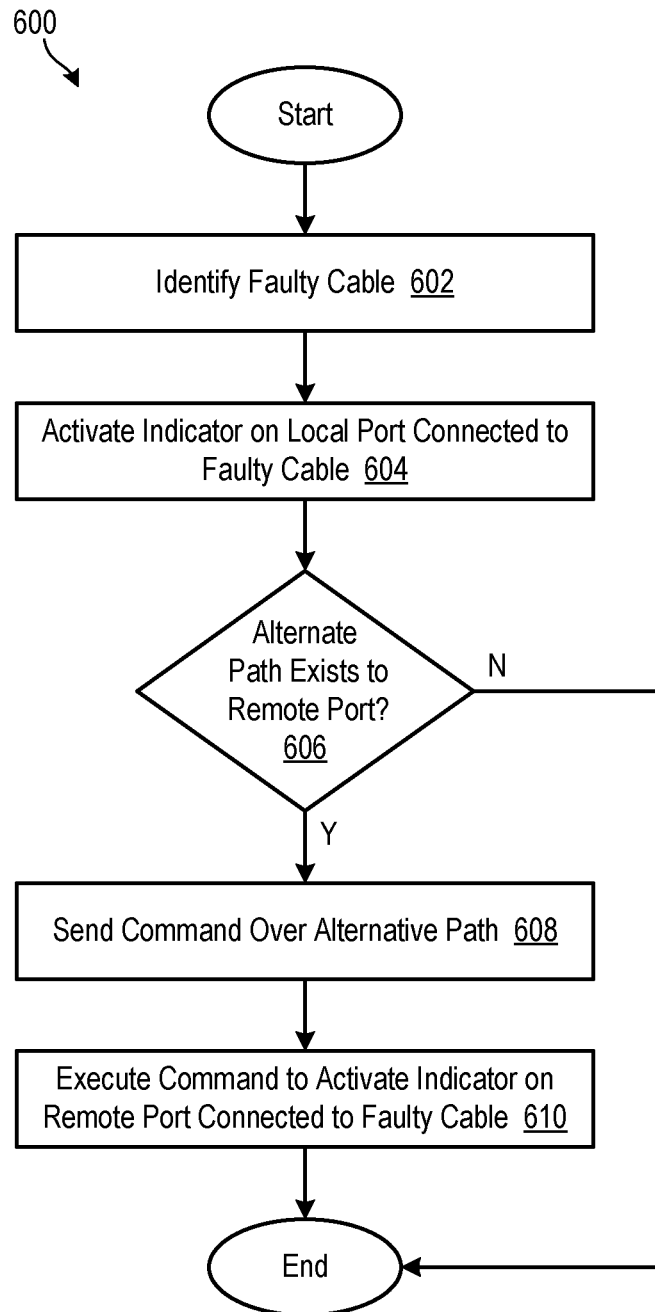 600
Start
Identify Faulty Cable 602
Activate Indicator on Local Port Connected to
Faulty Cable 604
Alternate
Path Exists to
Remote Port?
606
N
Y
Send Command Over Alternative Path 608
Execute Command to Activate Indicator on
Remote Port Connected to Faulty Cable 610
End